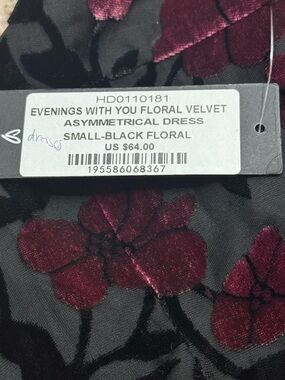 HD0110181
EVENINGS WITH YOU FLORAL VELVET
ASYMMETRICAL DRESS
dress
SMALL-BLACK FLORAL
US $64.00
195586068367